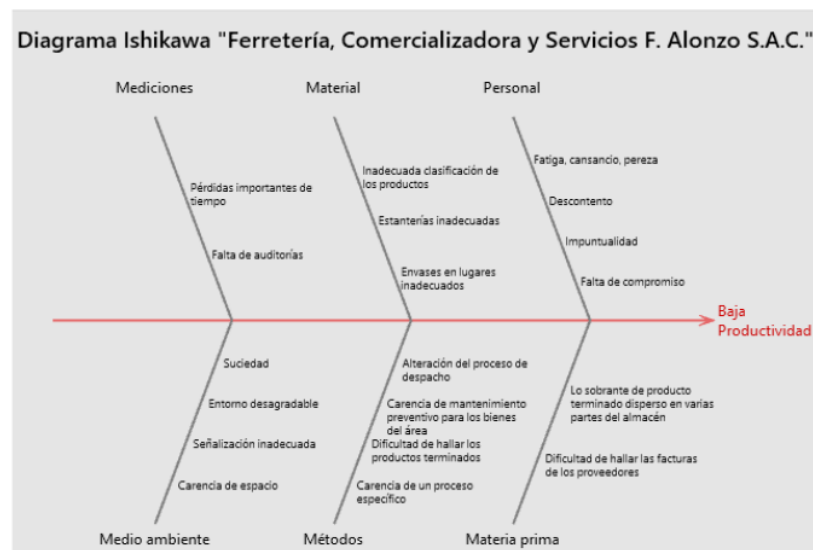 Diagrama Ishikawa "Ferretería, Comercializadora y Servicios F. Alonzo S.A.C."
Mediciones
Material
Personal
Pérdidas importantes de
tiempo
Falta de auditorías
Inadecuada clasificación de
los productos
Estanterías inadecuadas
Envases en lugares
inadecuados
Fatiga, cansancio, pereza
Descontento
Impuntualidad
Falta de compromiso
Baja
Productividad
Suciedad
Entorno desagradable
Señalización inadecuada
Carencia de espacio
Alteración del proceso de
despacho
Carencia de mantenimiento
preventivo para los bienes
del área
Dificultad de hallar los
productos terminados
Carencia de un proceso
específico
Lo sobrante de producto
terminado disperso en varias
partes del almacén
Dificultad de hallar las facturas
de los proveedores
Medio ambiente
Métodos
Materia prima